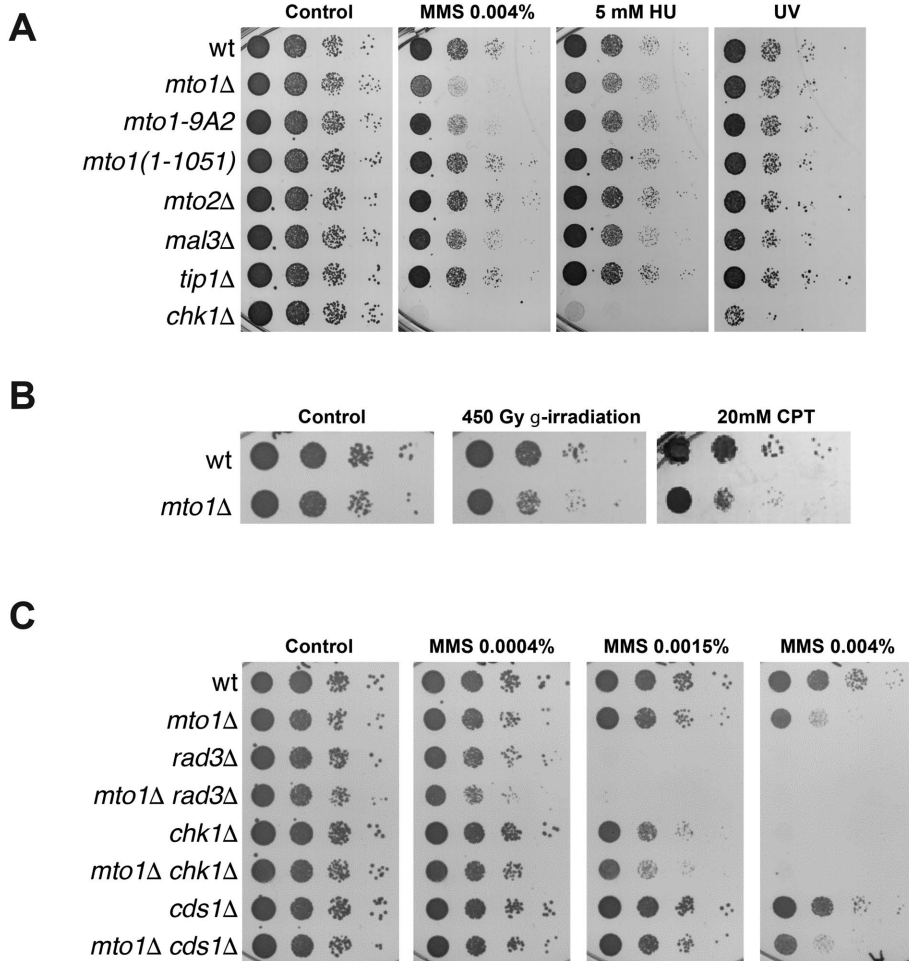 A
Control MMS 0.004% 5 mM HU UV
wt
mto1Δ
mto1-9A2
mto1(1-1051)
mto2Δ
mal3Δ
tip1Δ
chk1Δ
B
Control 450 Gy g-irradiation 20mM CPT
wt
mto1Δ
C
Control MMS 0.0004% MMS 0.0015% MMS 0.004%
wt
mto1Δ
rad3Δ
mto1Δ rad3Δ
chk1Δ
mto1Δ chk1Δ
cds1Δ
mto1Δ cds1Δ